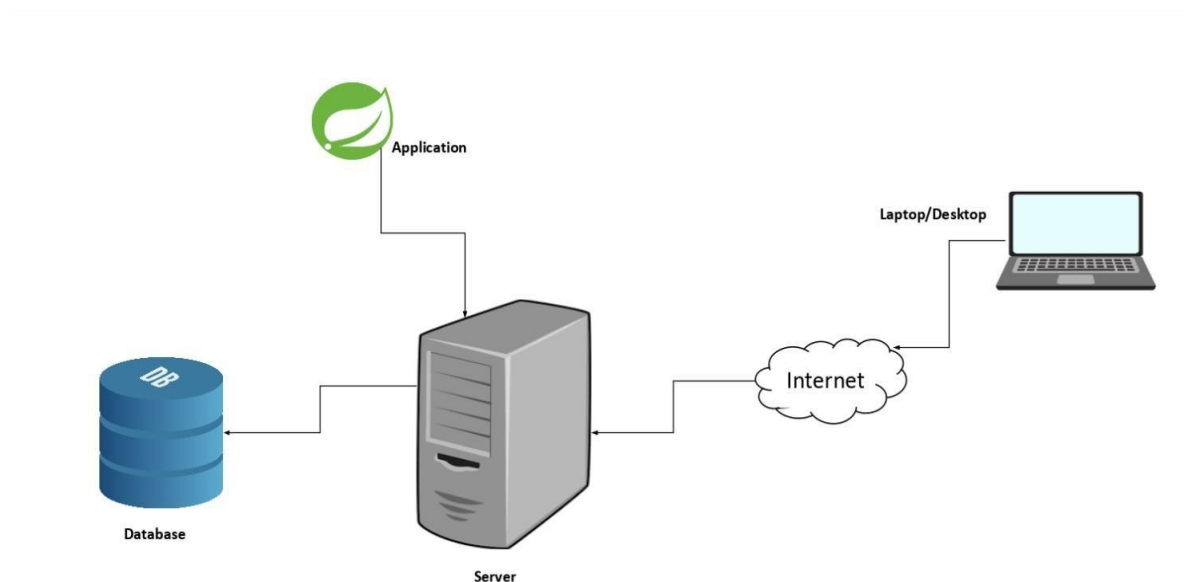 Application
Laptop/Desktop
DB
Internet
Database
Server